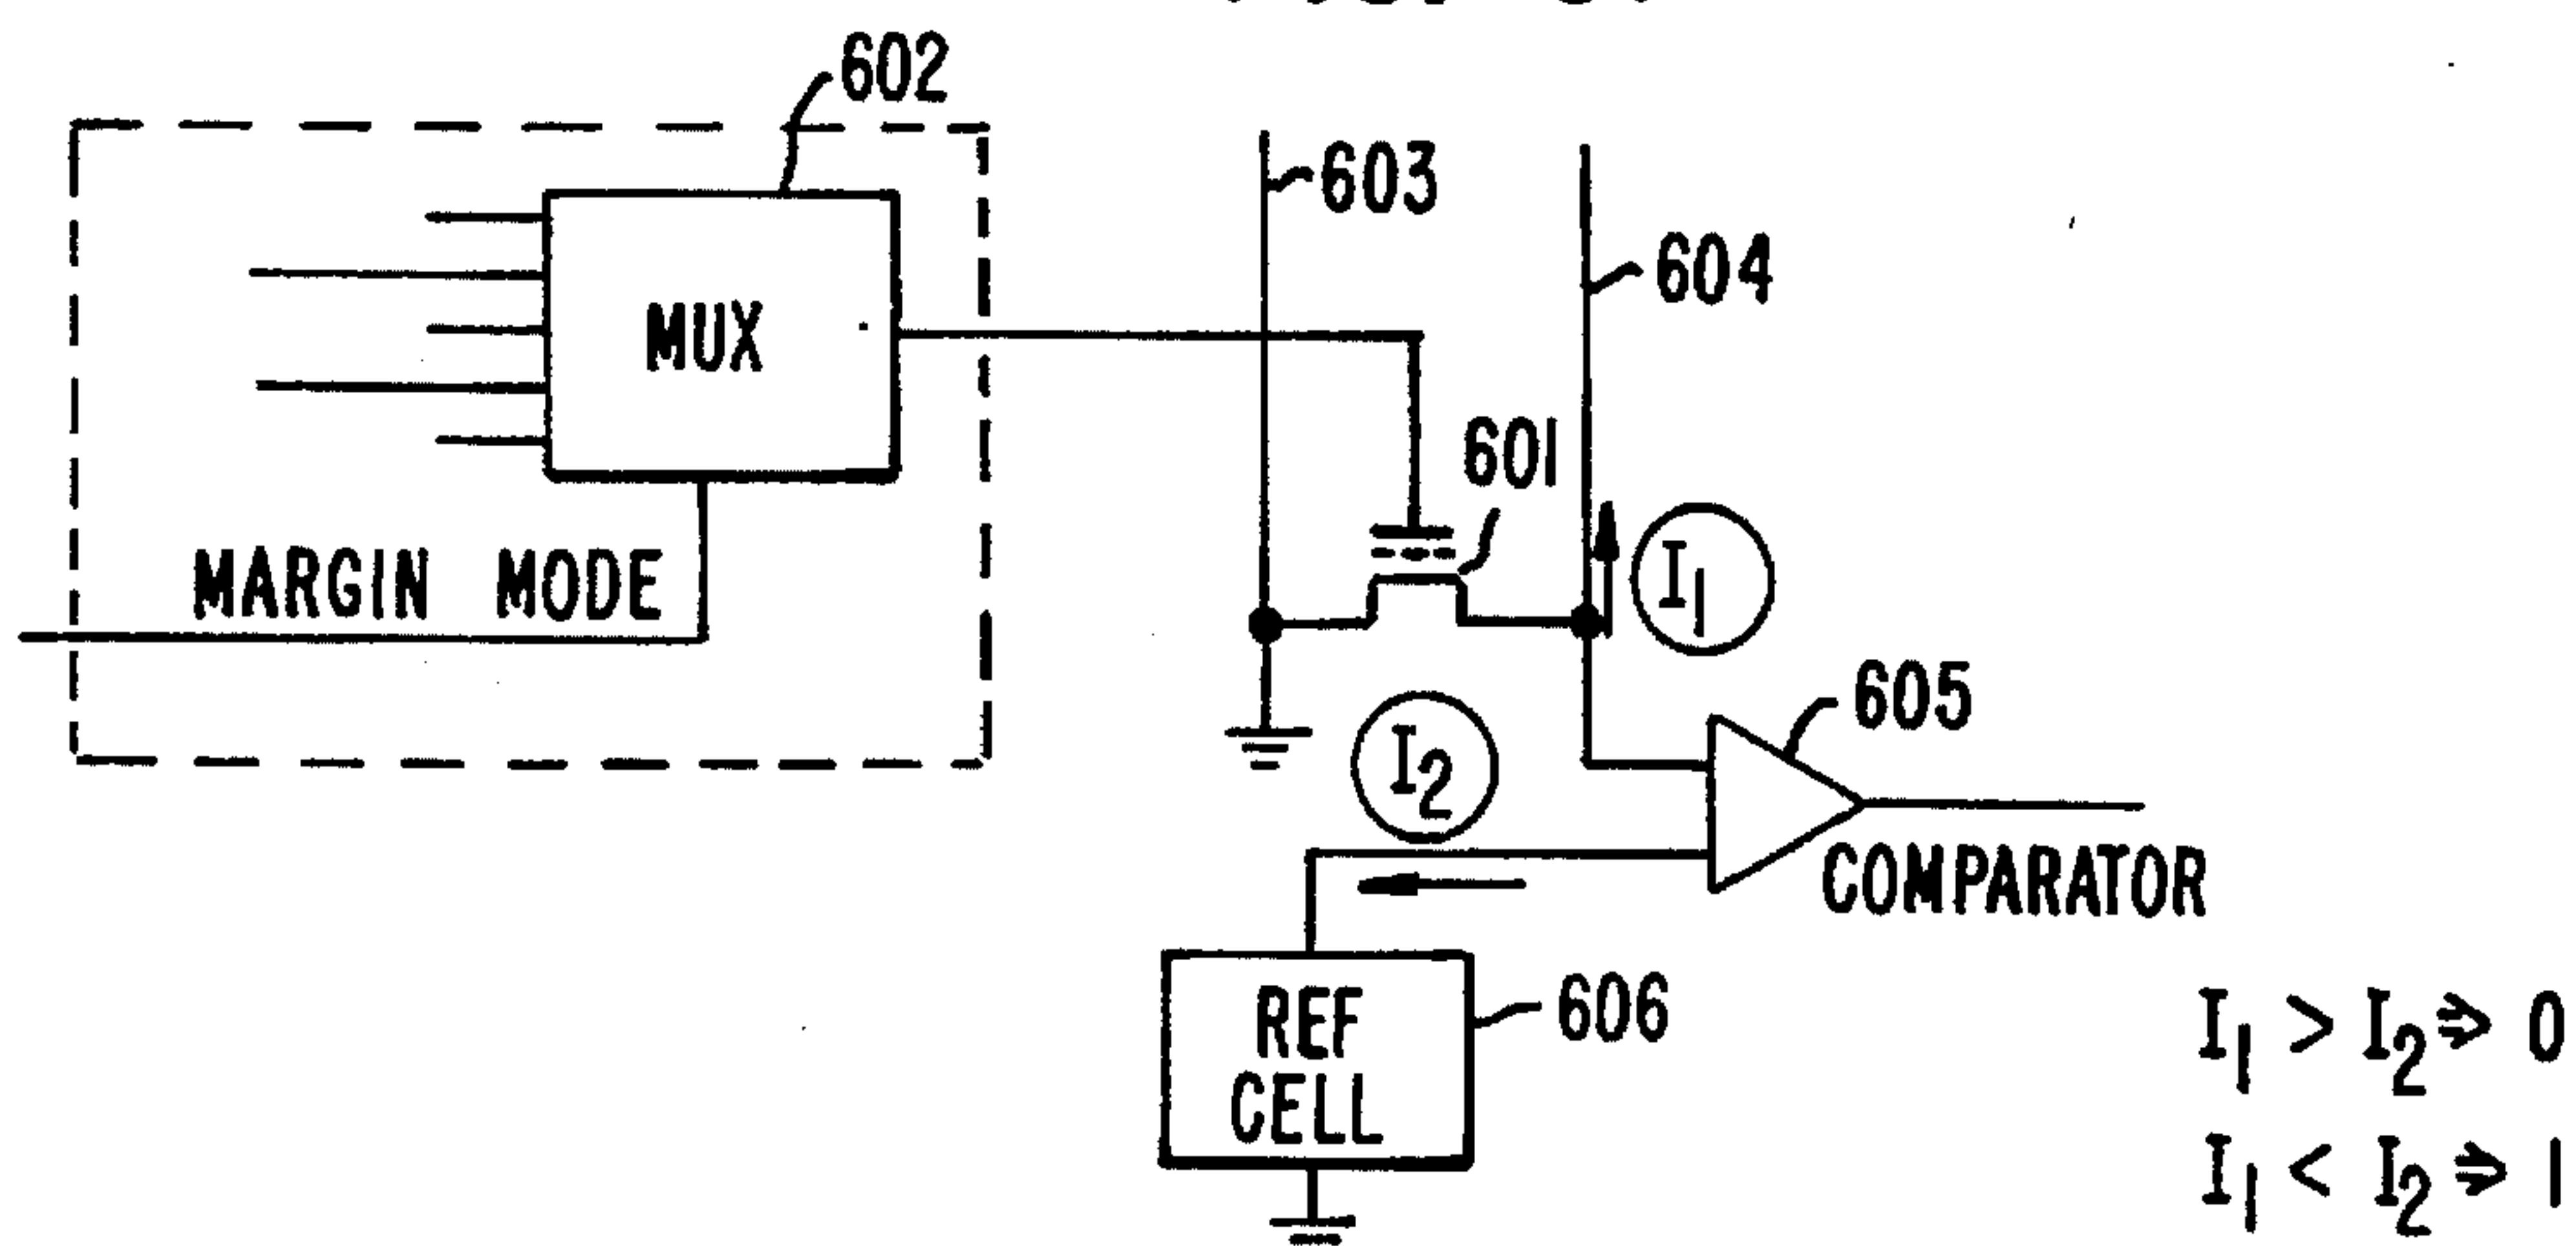 602
603
604
MUX
601
MARGIN MODE
I₁
605
I₂
COMPARATOR
REF
CELL
606
I₁ > I₂ ⇒ 0
I₁ < I₂ ⇒ 1